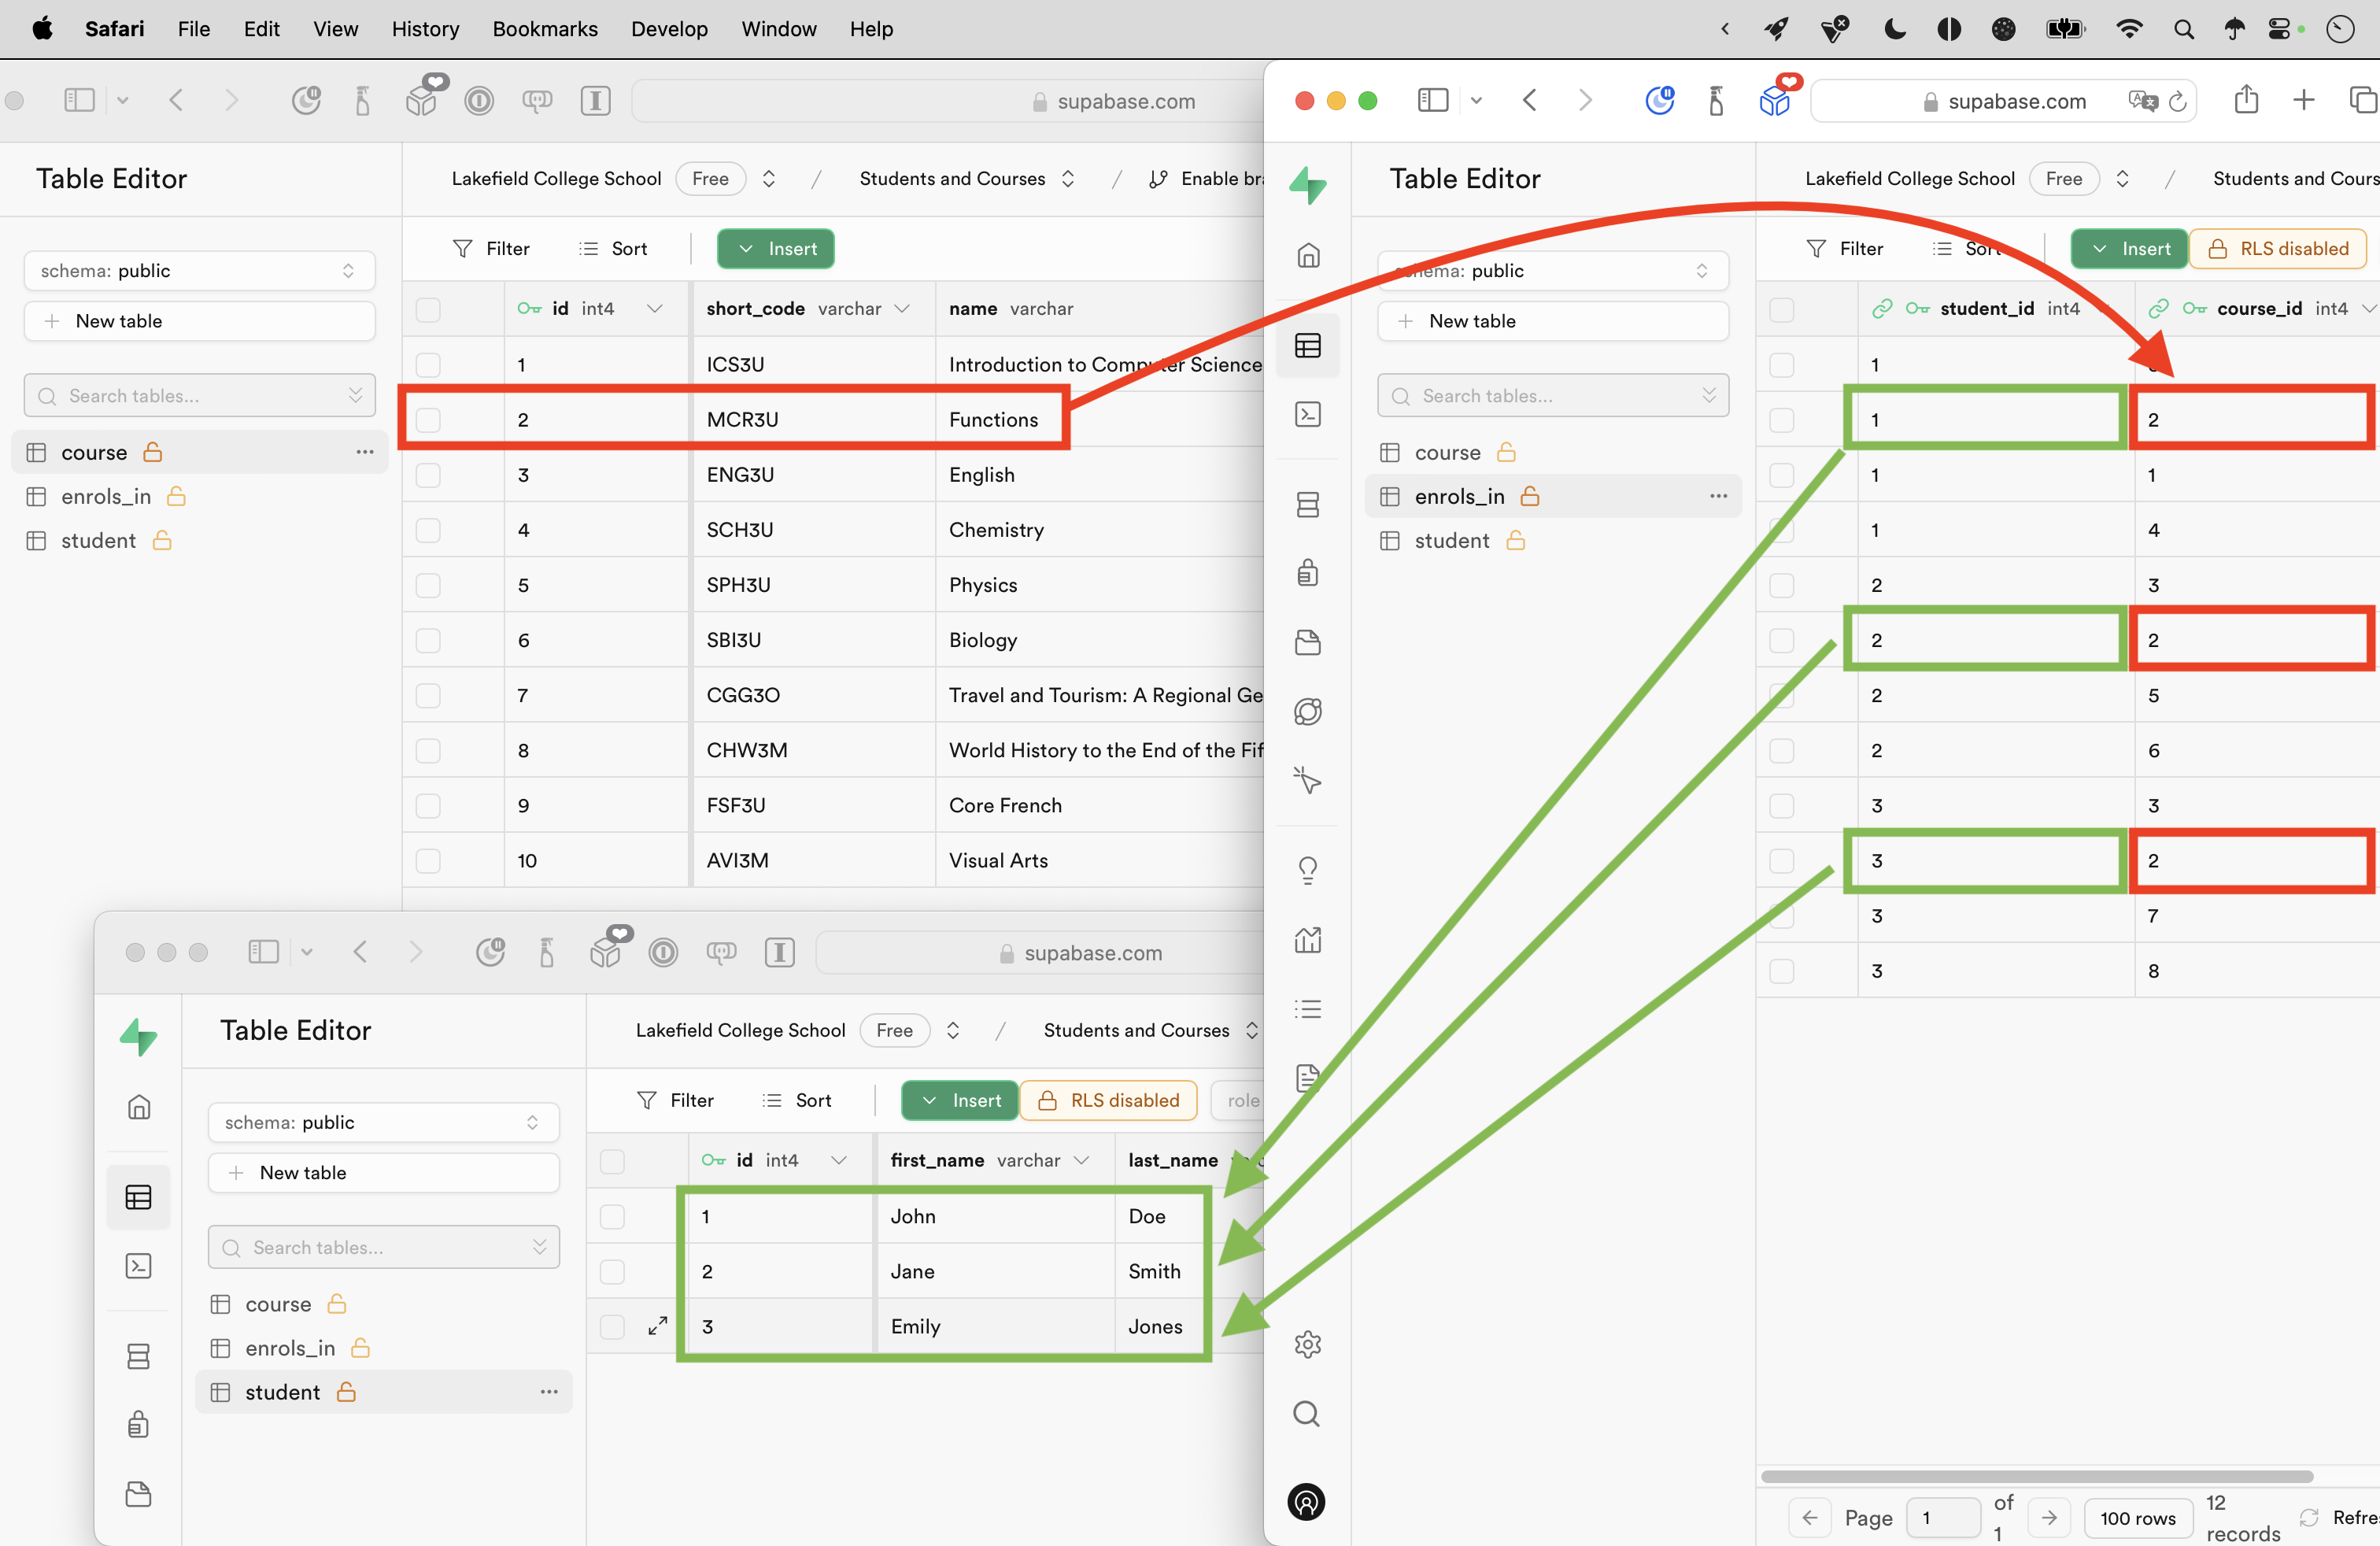 Safari File Edit View History Bookmarks Develop Window Help
supabase.com
Table Editor
Lakefield College School Free / Students and Courses / Enable bra
schema: public
New table
Search tables...
course
enrols_in
student
Filter Sort Insert
id int4 short_code varchar name varchar
1 ICS3U Introduction to Computer Science
2 MCR3U Functions
3 ENG3U English
4 SCH3U Chemistry
5 SPH3U Physics
6 SBI3U Biology
7 CGG3O Travel and Tourism: A Regional Ge
8 CHW3M World History to the End of the Fif
9 FSF3U Core French
10 AVI3M Visual Arts
supabase.com
Table Editor
Lakefield College School Free / Students and Cours
schema: public
New table
Search tables...
course
enrols_in
student
Filter Sort Insert RLS disabled
student_id int4 course_id int4
1
1 2
1 1
1 4
2 3
2 2
2 5
2 6
3 3
3 2
3 7
3 8
Page 1 of 1 100 rows 12 records Refre
supabase.com
Table Editor
Lakefield College School Free / Students and Courses
schema: public
New table
Search tables...
course
enrols_in
student
Filter Sort Insert RLS disabled role
id int4 first_name varchar last_name
1 John Doe
2 Jane Smith
3 Emily Jones